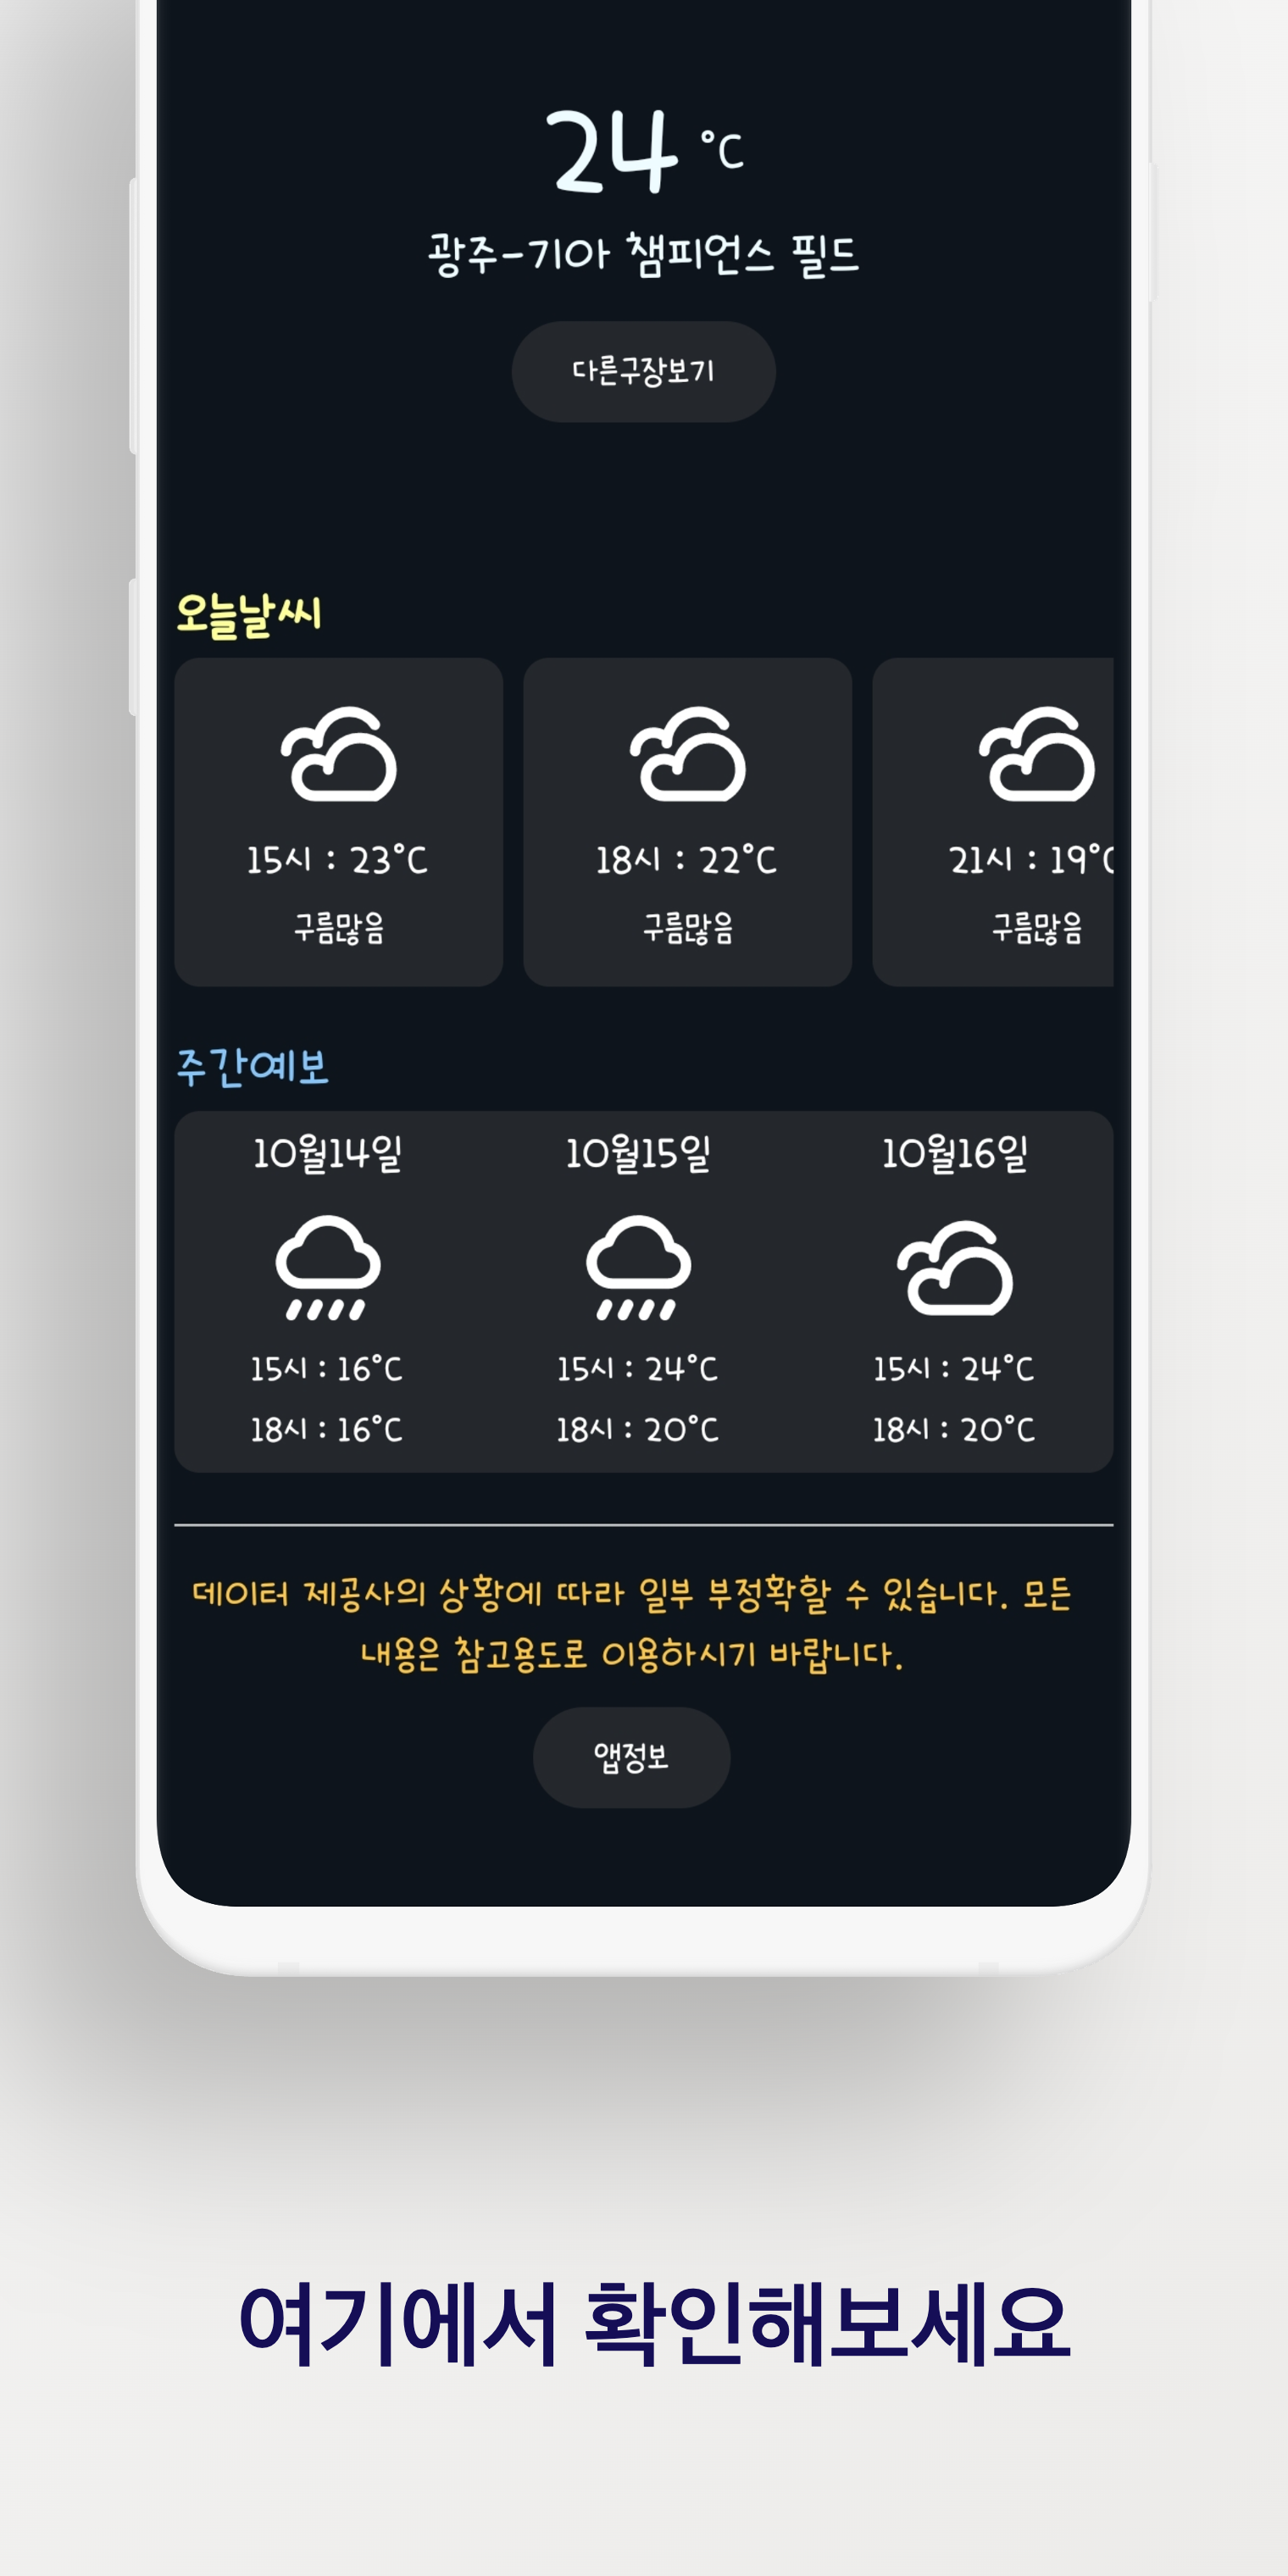 24 °C
광주-기아 챔피언스 필드
다른구장보기
오늘날씨
15시 : 23°C
구름많음
18시 : 22°C
구름많음
21시 : 19°C
구름많음
주간예보
10월14일
15시 : 16°C
18시 : 16°C
10월15일
15시 : 24°C
18시 : 20°C
10월16일
15시 : 24°C
18시 : 20°C
데이터 제공사의 상황에 따라 일부 부정확할 수 있습니다. 모든
내용은 참고용도로 이용하시기 바랍니다.
앱정보
여기에서 확인해보세요